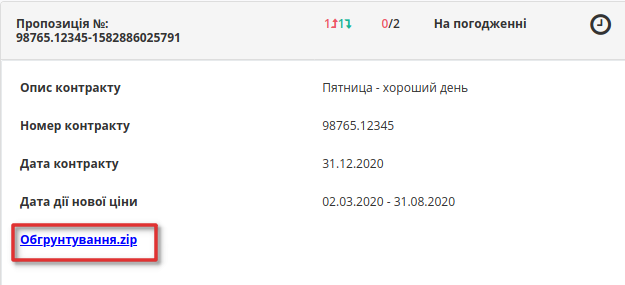 Пропозиція №:
98765.12345-1582886025791
1 1
0/2
На погодженні
Опис контракту
Пятница - хороший день
Номер контракту
98765.12345
Дата контракту
31.12.2020
Дата дії нової ціни
02.03.2020 - 31.08.2020
Обгрунтування.zip